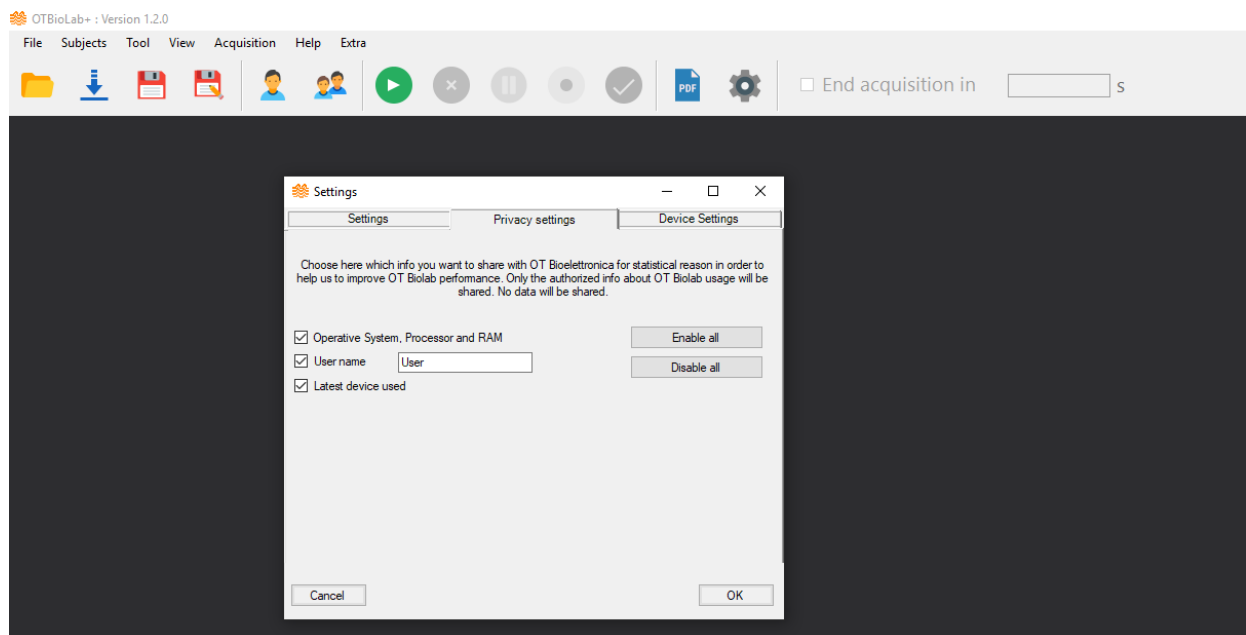 OTBioLab+ : Version 1.2.0
File Subjects Tool View Acquisition Help Extra
PDF
End acquisition in s
Settings
Settings Privacy settings Device Settings
Choose here which info you want to share with OT Bioelettronica for statistical reason in order to
help us to improve OT Biolab performance. Only the authorized info about OT Biolab usage will be
shared. No data will be shared.
Operative System, Processor and RAM Enable all
User name User
Disable all
Latest device used
Cancel OK